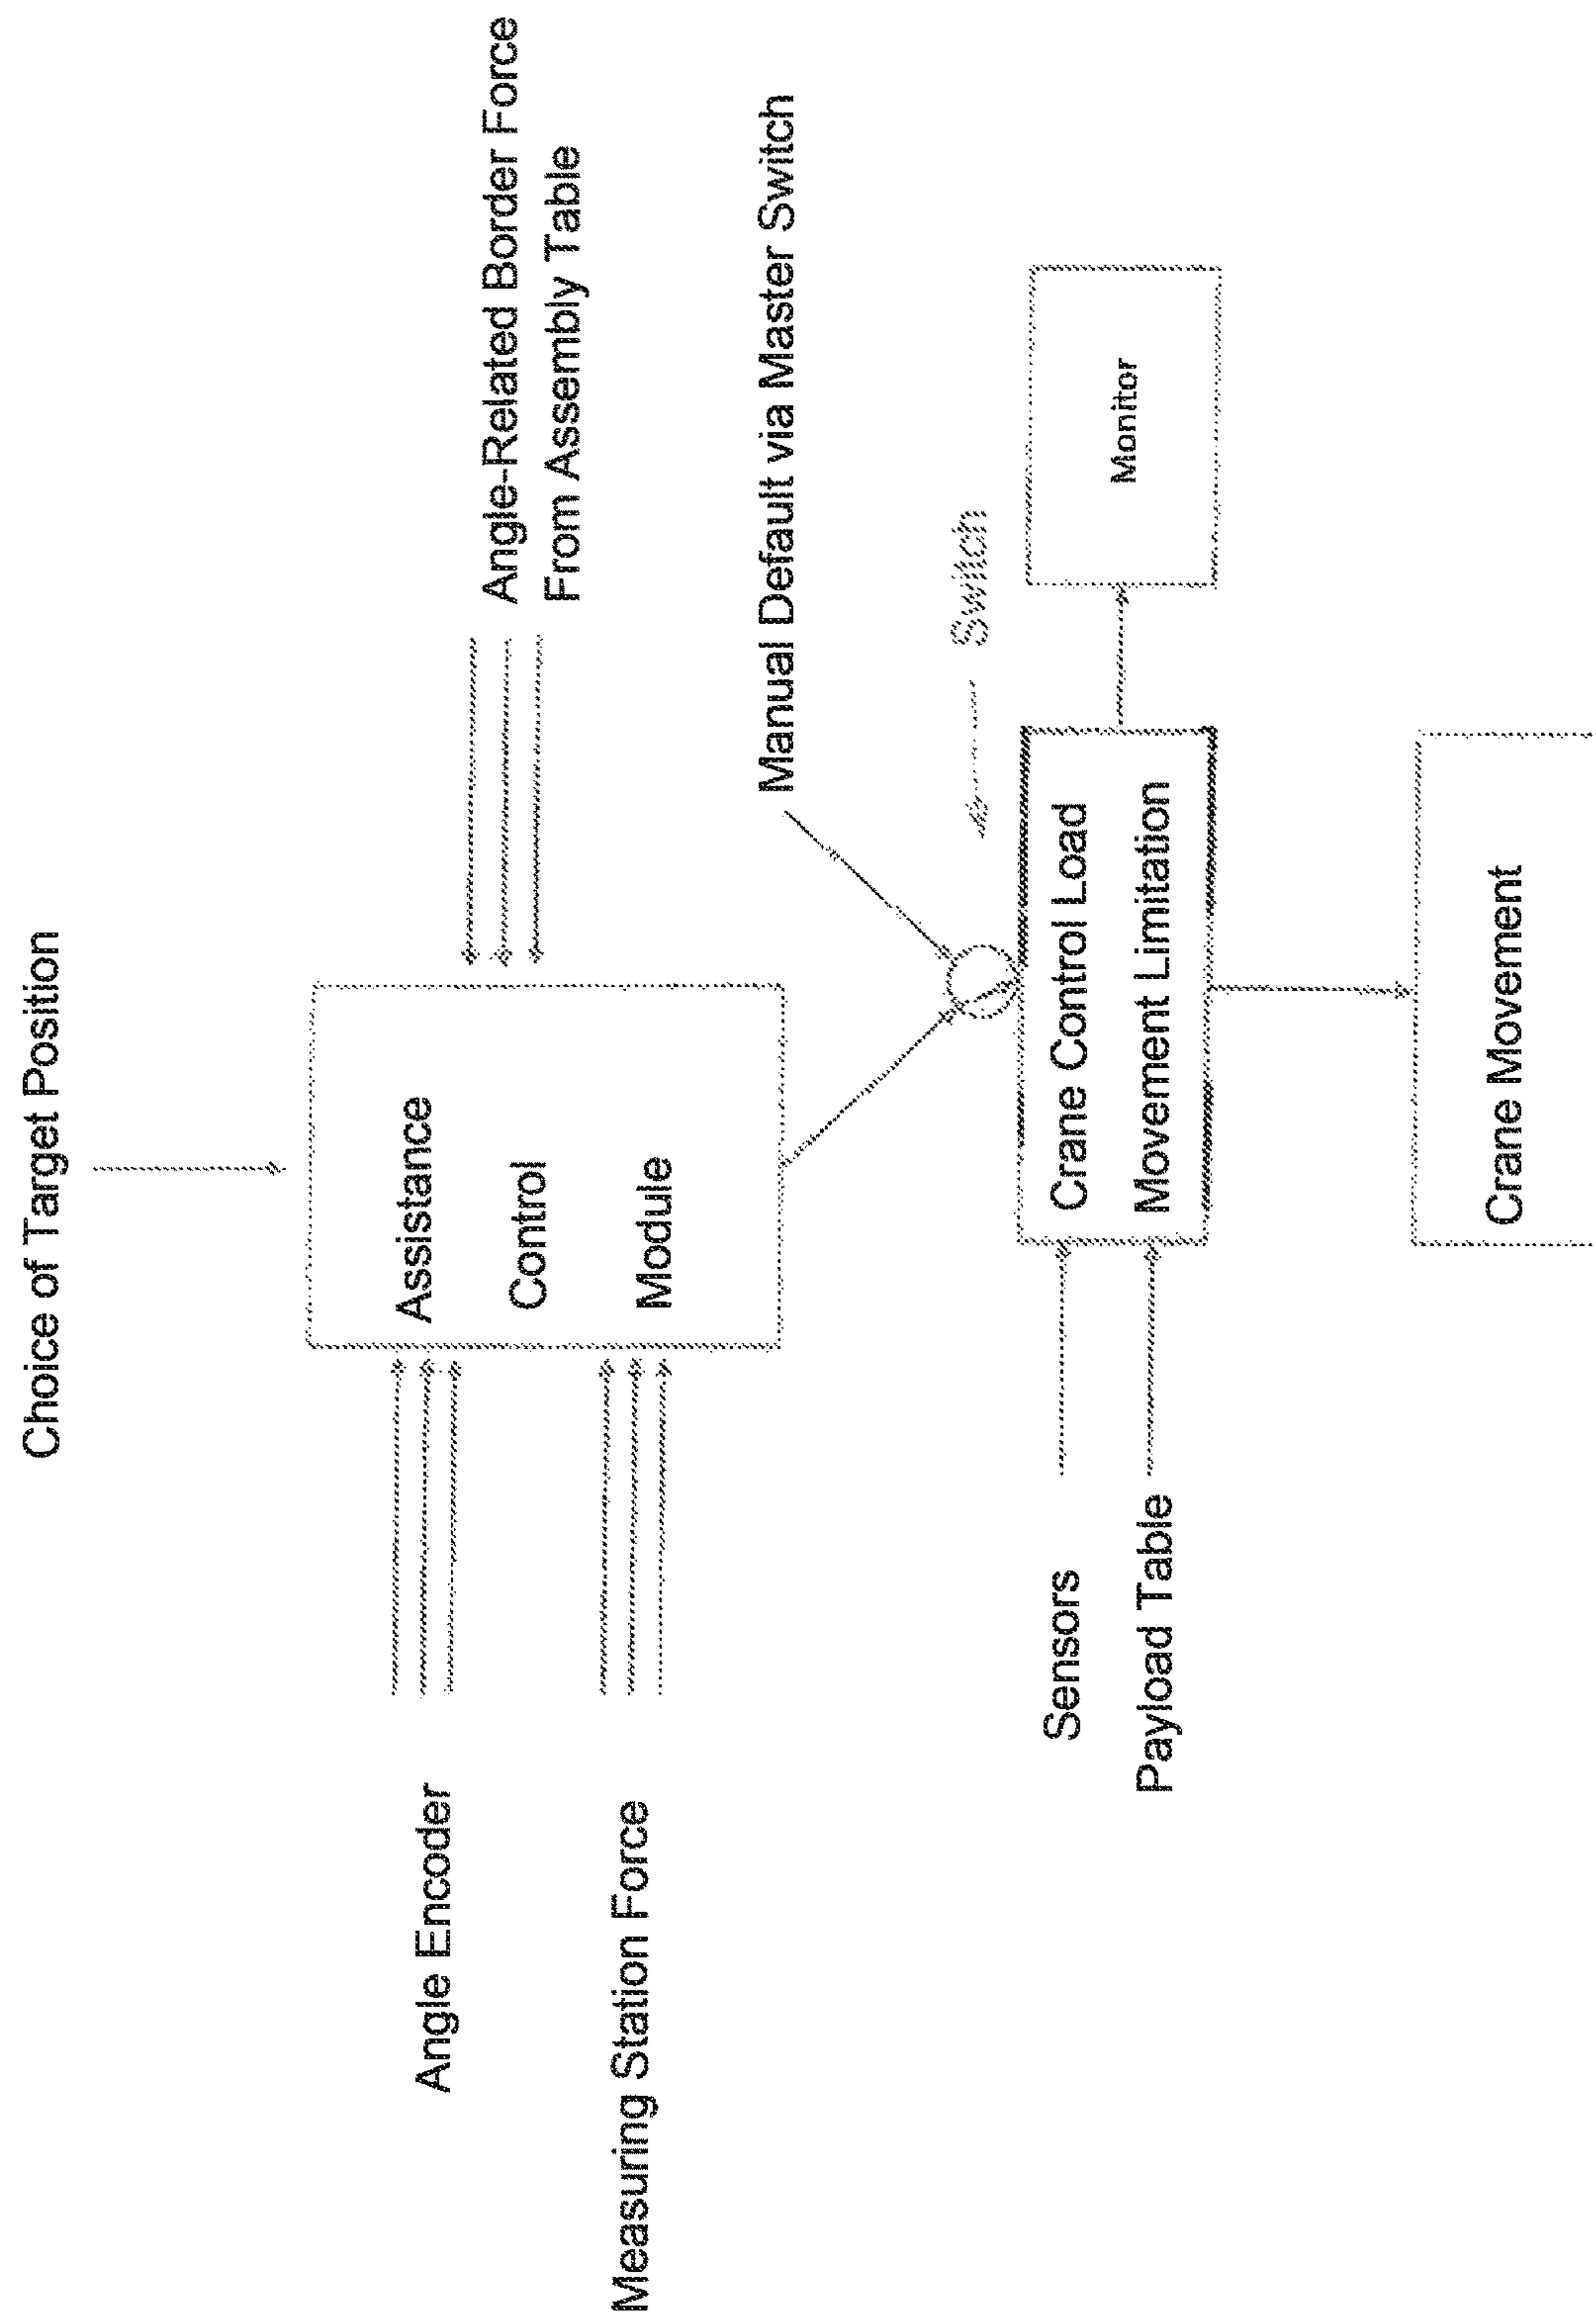 Choice of Target Position
Angle Encoder
Measuring Station Force
Assistance
Control
Module
Angle-Related Border Force
From Assembly Table
Manual Default via Master Switch
Switch
Sensors
Payload Table
Crane Control Load
Movement Limitation
Monitor
Crane Movement